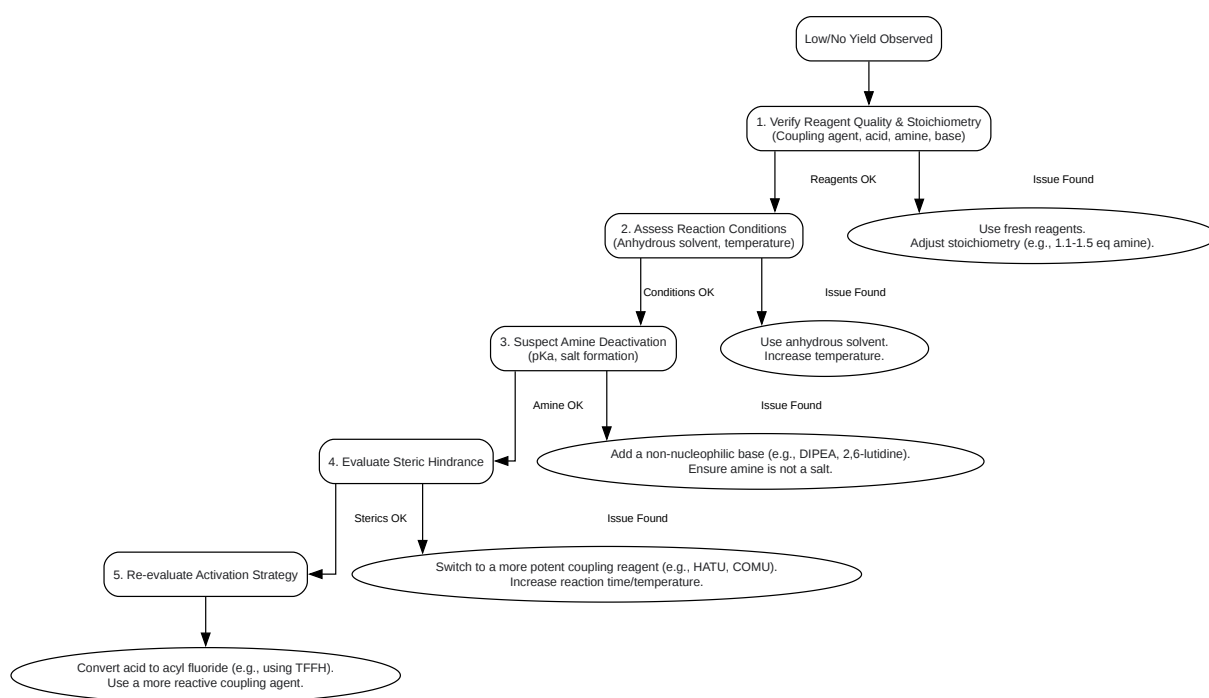 Low/No Yield Observed
1. Verify Reagent Quality & Stoichiometry
(Coupling agent, acid, amine, base)
Reagents OK
Issue Found
2. Assess Reaction Conditions
(Anhydrous solvent, temperature)
Use fresh reagents.
Adjust stoichiometry (e.g., 1.1-1.5 eq amine).
Conditions OK
Issue Found
3. Suspect Amine Deactivation
(pKa, salt formation)
Use anhydrous solvent.
Increase temperature.
Amine OK
Issue Found
4. Evaluate Steric Hindrance
Add a non-nucleophilic base (e.g., DIPEA, 2,6-lutidine).
Ensure amine is not a salt.
Sterics OK
Issue Found
5. Re-evaluate Activation Strategy
Switch to a more potent coupling reagent (e.g., HATU, COMU).
Increase reaction time/temperature.
Convert acid to acyl fluoride (e.g., using TFFH).
Use a more reactive coupling agent.